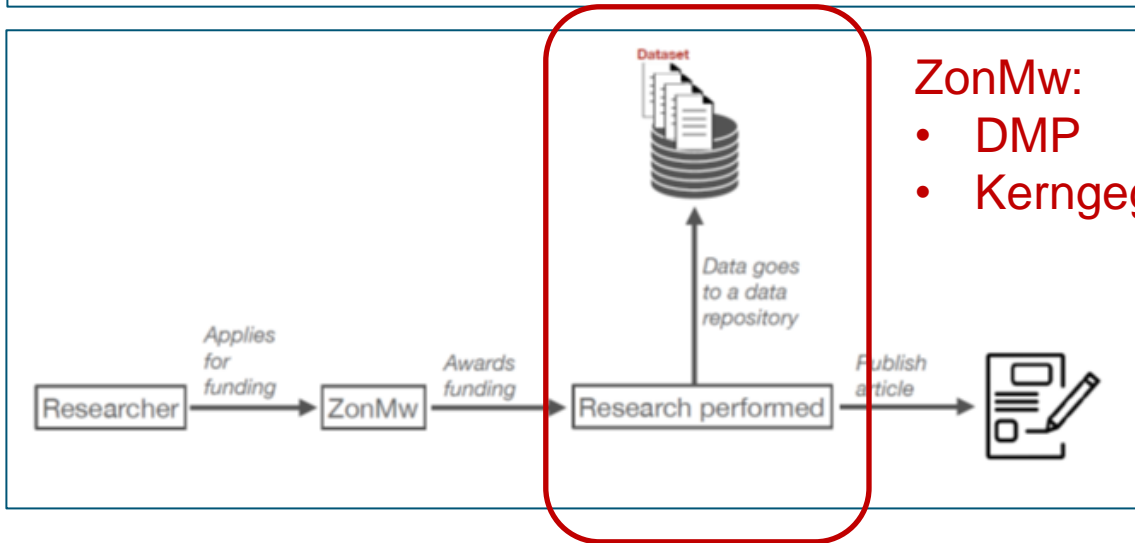 Dataset
ZonMw:
• DMP
• Kerngeg
Data goes
to a data
repository
Applies
for
funding
Awards
funding
Publish
article
Researcher
ZonMw
Research performed